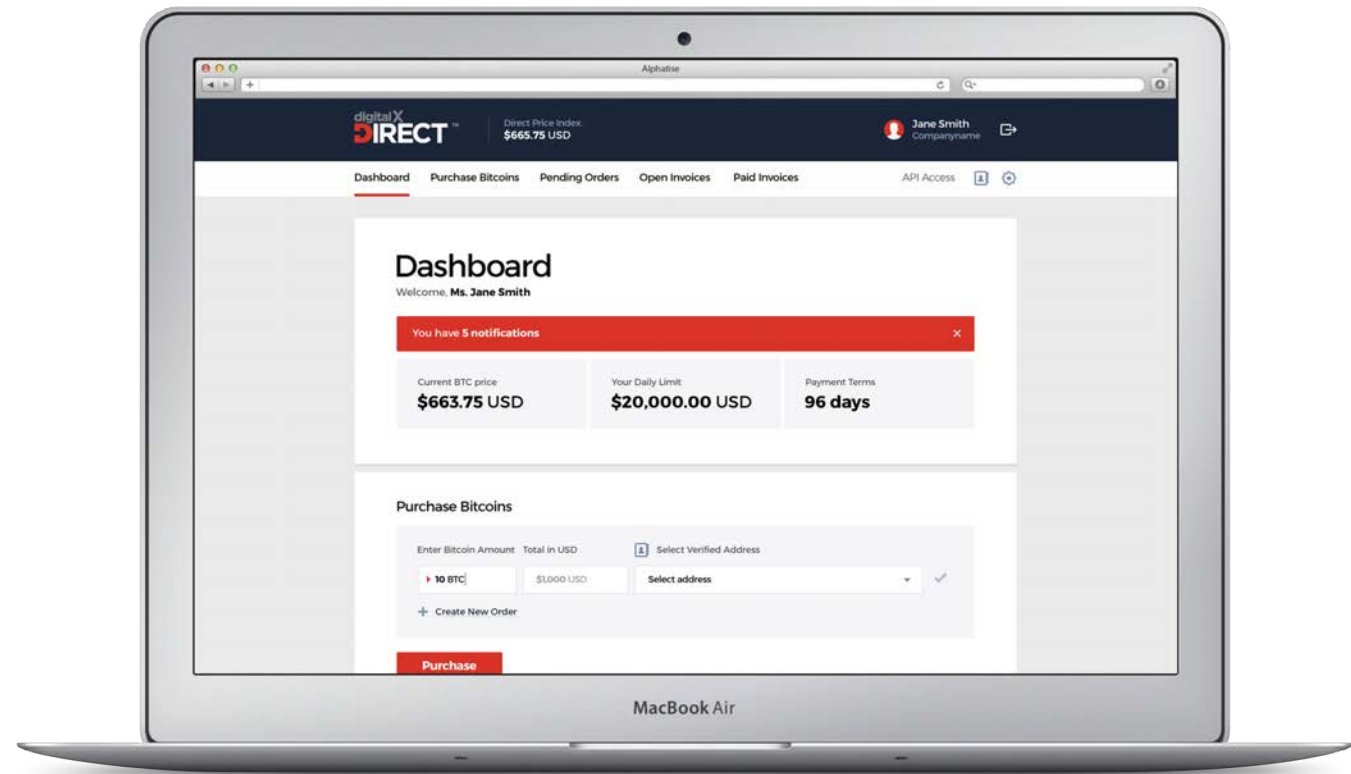 Alphatise
digitalX
DIRECT™
Direct Price Index:
$665.75 USD
Jane Smith
Companyname
Dashboard Purchase Bitcoins Pending Orders Open Invoices Paid Invoices API Access
Dashboard
Welcome, Ms. Jane Smith
You have 5 notifications
Current BTC price Your Daily Limit Payment Terms
$663.75 USD $20,000.00 USD 96 days
Purchase Bitcoins
Enter Bitcoin Amount Total in USD Select Verified Address
10 BTC $1,000 USD Select address
+ Create New Order
Purchase
MacBook Air